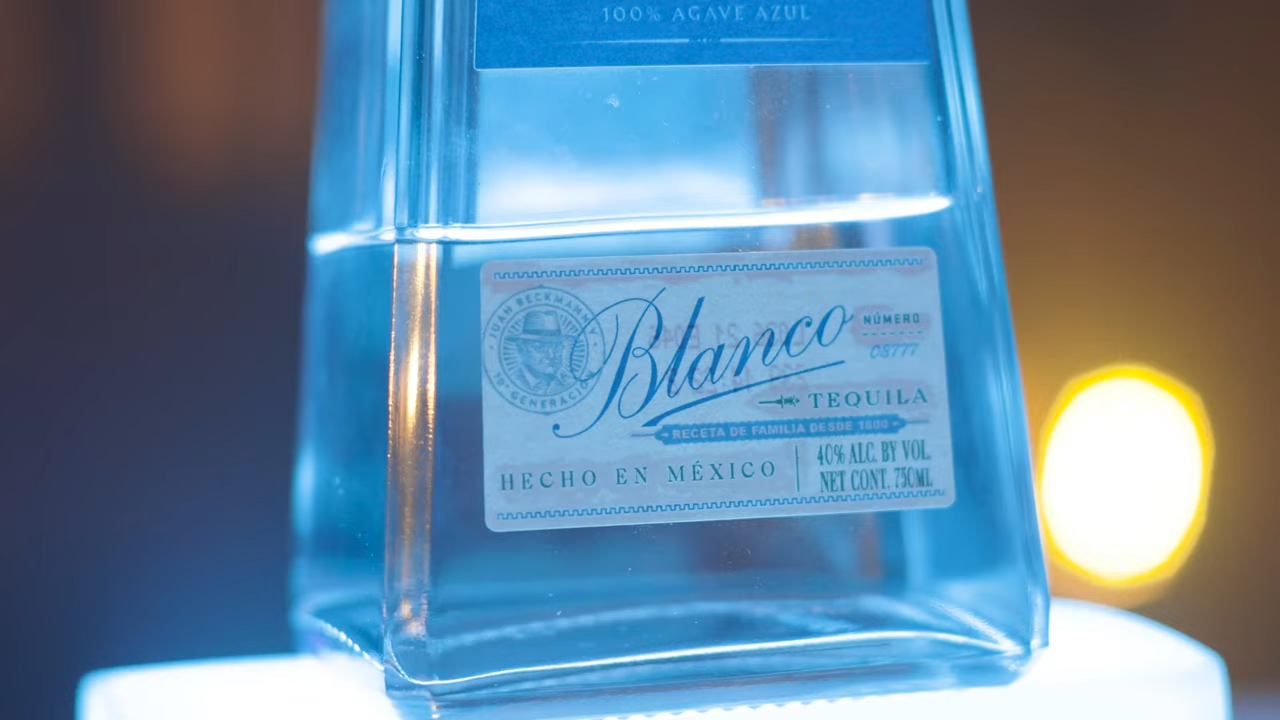 100% AGAVE AZUL
JUAN BECKMANN V
10ª GENERACI
Blanco
NÚMERO
08777
TEQUILA
RECETA DE FAMILIA DESDE 1800
HECHO EN MÉXICO
40% ALC. BY VOL.
NET CONT. 750ML